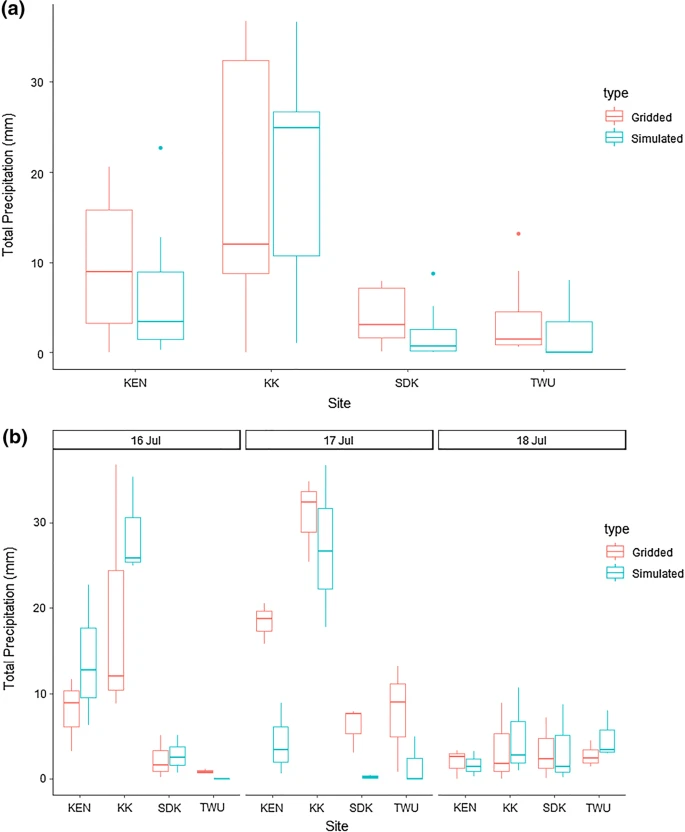 (a)
Total Precipitation (mm)
30
20
10
0
KEN KK SDK TWU
Site
type
Gridded
Simulated
(b)
16 Jul 17 Jul 18 Jul
Total Precipitation (mm)
30
20
10
0
KEN KK SDK TWU KEN KK SDK TWU KEN KK SDK TWU
Site
type
Gridded
Simulated